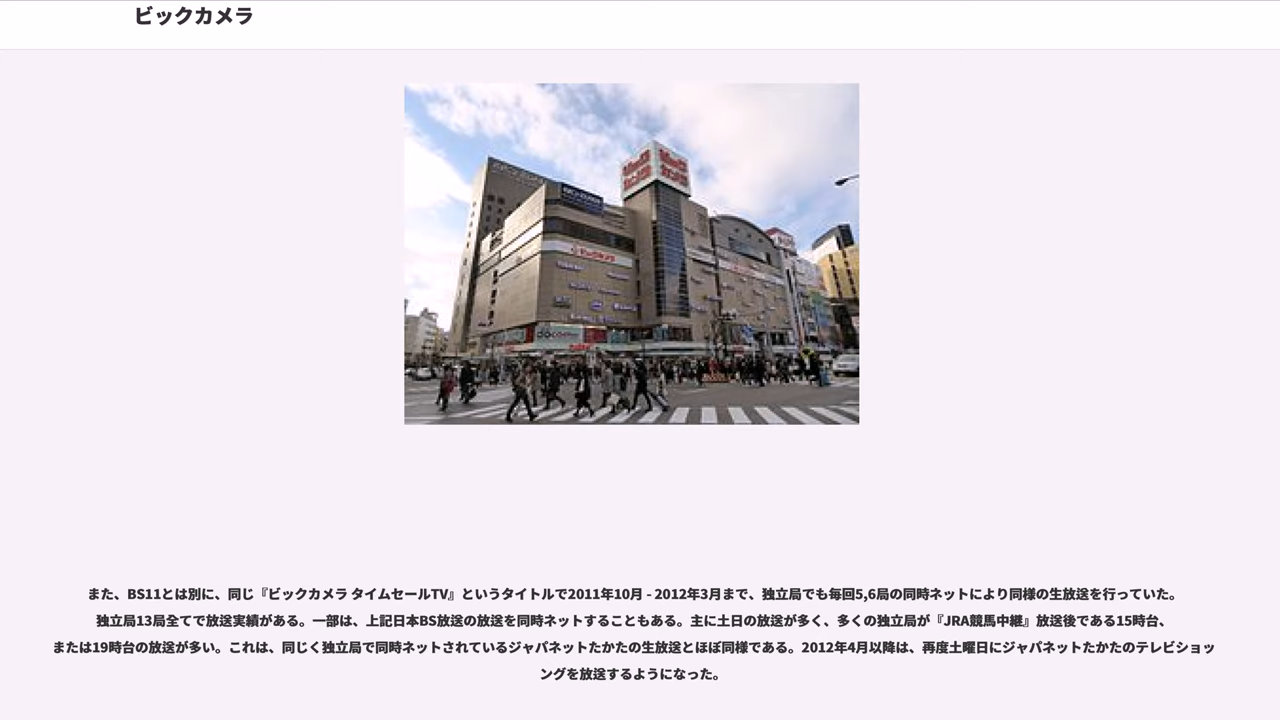 ビックカメラ
ビックカメラ
docomo
また、BS11とは別に、同じ『ビックカメラ タイムセールTV』というタイトルで2011年10月 - 2012年3月まで、独立局でも毎回5,6局の同時ネットにより同様の生放送を行っていた。
独立局13局全てで放送実績がある。一部は、上記日本BS放送の放送を同時ネットすることもある。主に土日の放送が多く、多くの独立局が『JRA競馬中継』放送後である15時台、
または19時台の放送が多い。これは、同じく独立局で同時ネットされているジャパネットたかたの生放送とほぼ同様である。2012年4月以降は、再度土曜日にジャパネットたかたのテレビショッ
ングを放送するようになった。